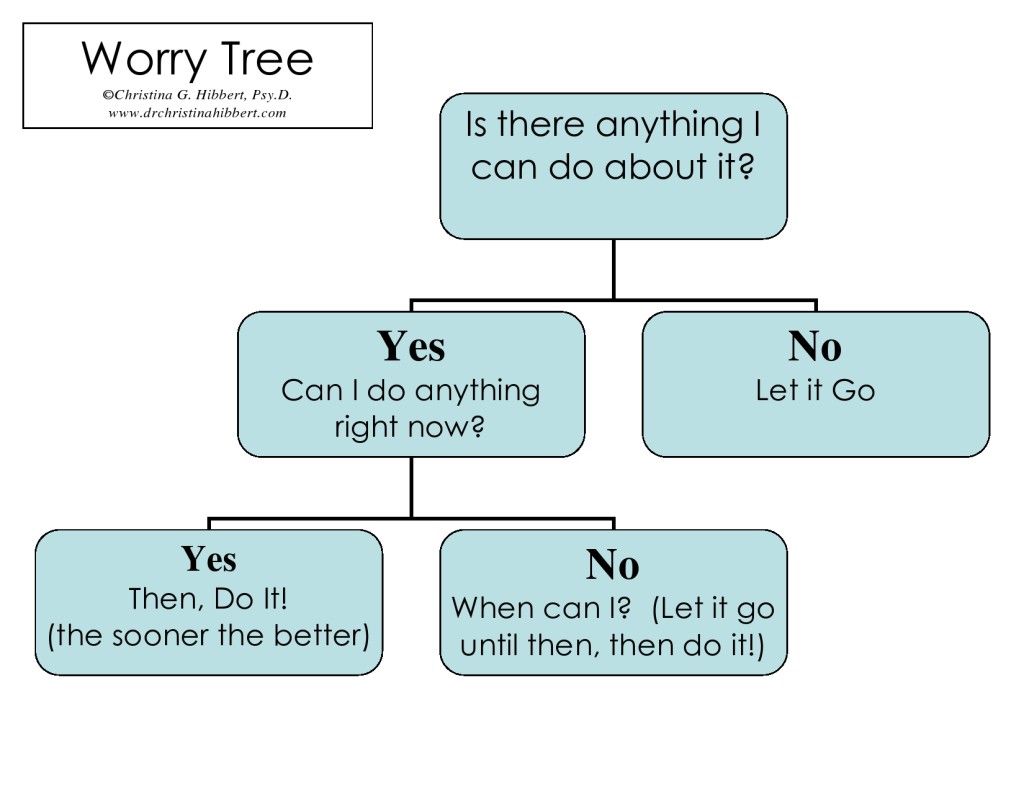 Worry Tree
©Christina G. Hibbert, Psy.D.
www.drchristinahibbert.com
Is there anything I
can do about it?
Yes
Can I do anything
right now?
No
Let it Go
Yes
Then, Do It!
(the sooner the better)
No
When can I?  (Let it go
until then, then do it!)